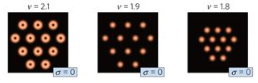 ν = 2.1
ν = 1.9
ν = 1.8
σ = 0
σ = 0
σ = 0